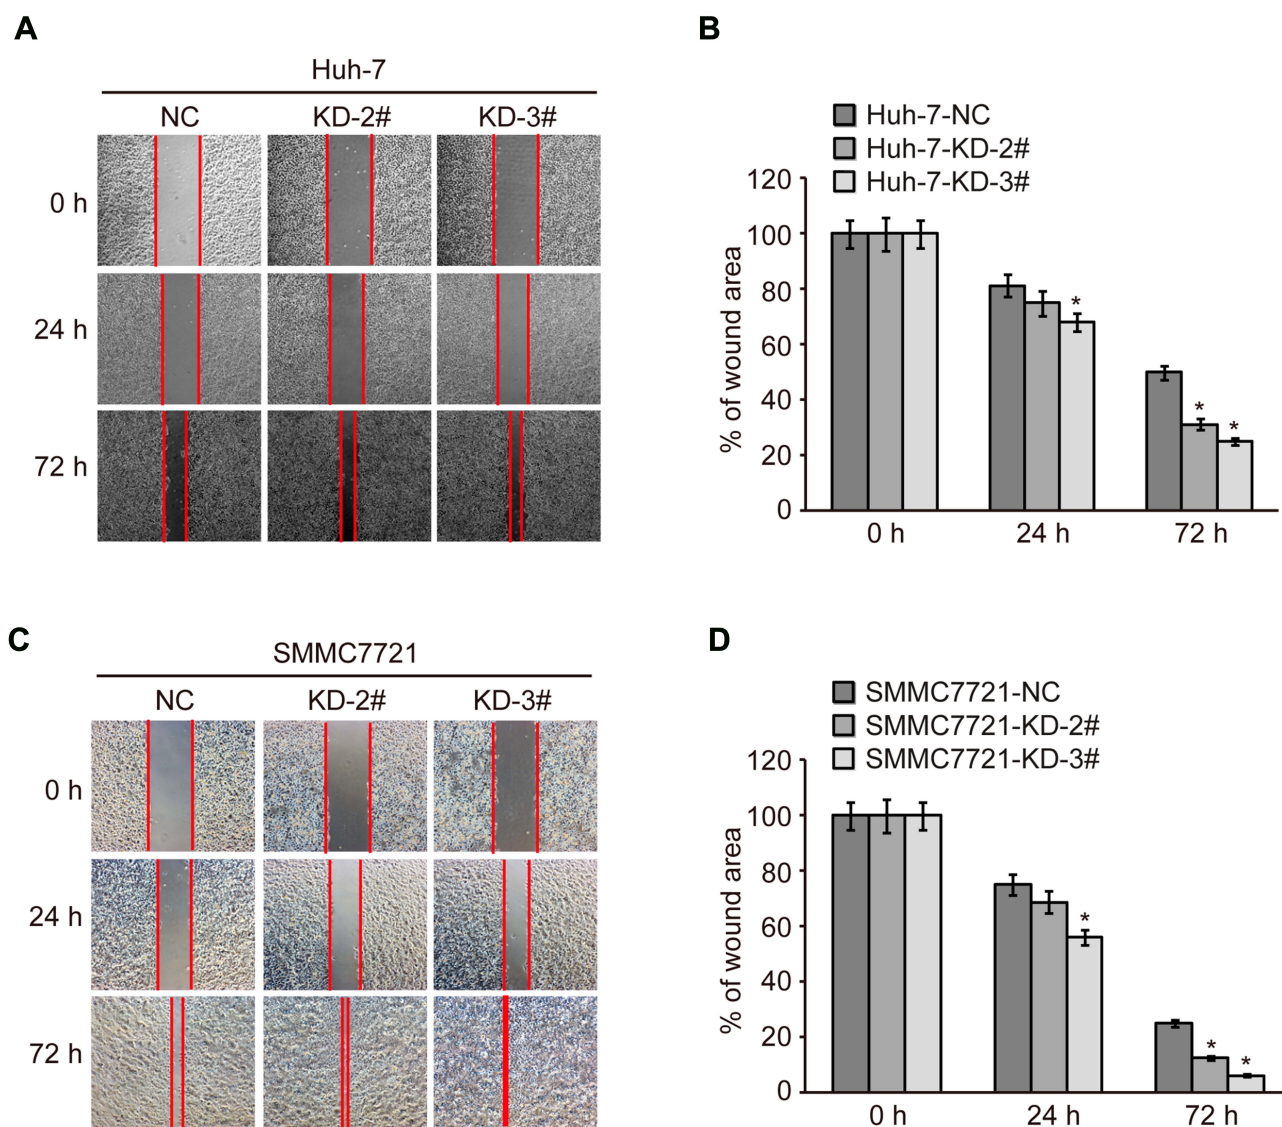 A
Huh-7
NC KD-2# KD-3#
0 h
24 h
72 h
B
Huh-7-NC
Huh-7-KD-2#
Huh-7-KD-3#
% of wound area
120
100
80
60
40
20
0
*
* *
0 h 24 h 72 h
C
SMMC7721
NC KD-2# KD-3#
0 h
24 h
72 h
D
SMMC7721-NC
SMMC7721-KD-2#
SMMC7721-KD-3#
% of wound area
120
100
80
60
40
20
0
*
* *
0 h 24 h 72 h